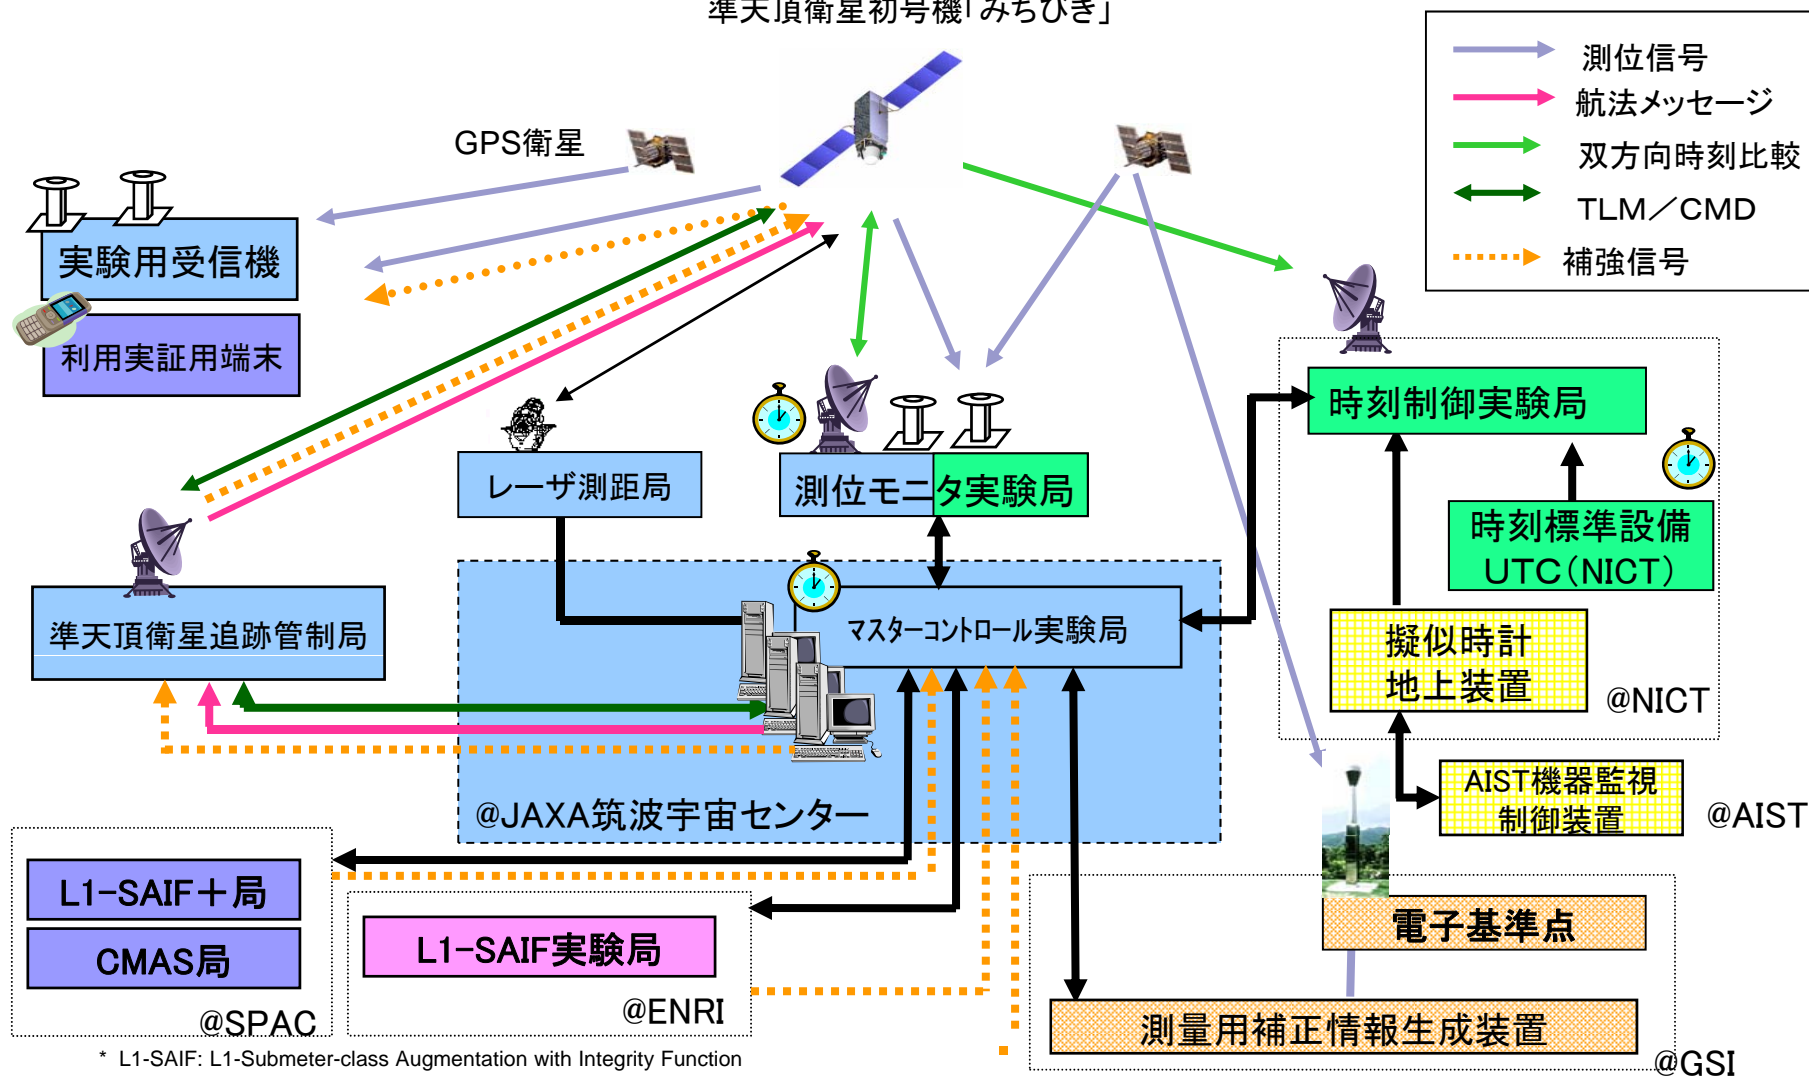 準天頂衛星初号機「みちびき」
測位信号
航法メッセージ
双方向時刻比較
TLM／CMD
補強信号
GPS衛星
実験用受信機
利用実証用端末
時刻制御実験局
レーザ測距局
測位モニタ実験局
時刻標準設備
UTC（NICT）
準天頂衛星追跡管制局
マスターコントロール実験局
擬似時計
地上装置
@NICT
AIST機器監視
制御装置
@AIST
@JAXA筑波宇宙センター
L1-SAIF＋局
CMAS局
@SPAC
L1-SAIF実験局
@ENRI
電子基準点
測量用補正情報生成装置
@GSI
* L1-SAIF: L1-Submeter-class Augmentation with Integrity Function